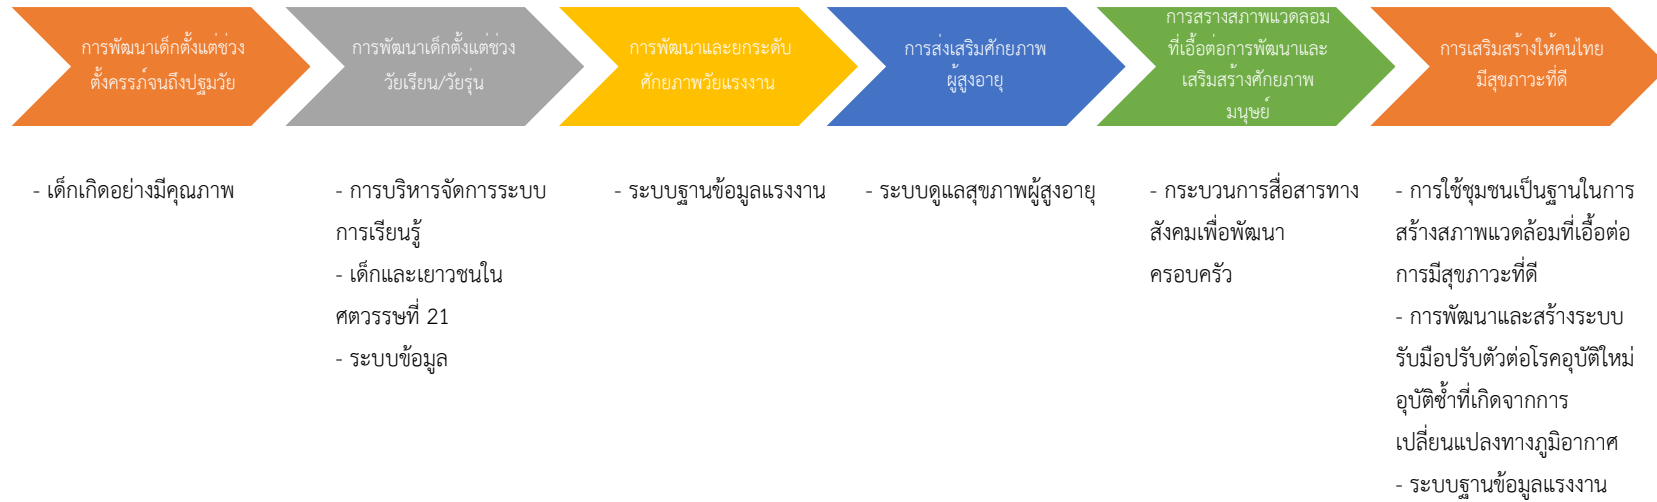 การพัฒนาเด็กตั้งแต่ช่วง
ตั้งครรภ์จนถึงปฐมวัย
การพัฒนาเด็กตั้งแต่ช่วง
วัยเรียน/วัยรุ่น
การพัฒนาและยกระดับ
ศักยภาพวัยแรงงาน
การส่งเสริมศักยภาพ
ผู้สูงอายุ
การสร้างสภาพแวดล้อม
ที่เอื้อต่อการพัฒนาและ
เสริมสร้างศักยภาพ
มนุษย์
การเสริมสร้างให้คนไทย
มีสุขภาวะที่ดี
- เด็กเกิดอย่างมีคุณภาพ
- การบริหารจัดการระบบ
การเรียนรู้
- เด็กและเยาวชนใน
ศตวรรษที่ 21
- ระบบข้อมูล
- ระบบฐานข้อมูลแรงงาน
- ระบบดูแลสุขภาพผู้สูงอายุ
- กระบวนการสื่อสารทาง
สังคมเพื่อพัฒนา
ครอบครัว
- การใช้ชุมชนเป็นฐานในการ
สร้างสภาพแวดล้อมที่เอื้อต่อ
การมีสุขภาวะที่ดี
- การพัฒนาและสร้างระบบ
รับมือปรับตัวต่อโรคอุบัติใหม่
อุบัติซ้ำที่เกิดจากการ
เปลี่ยนแปลงทางภูมิอากาศ
- ระบบฐานข้อมูลแรงงาน